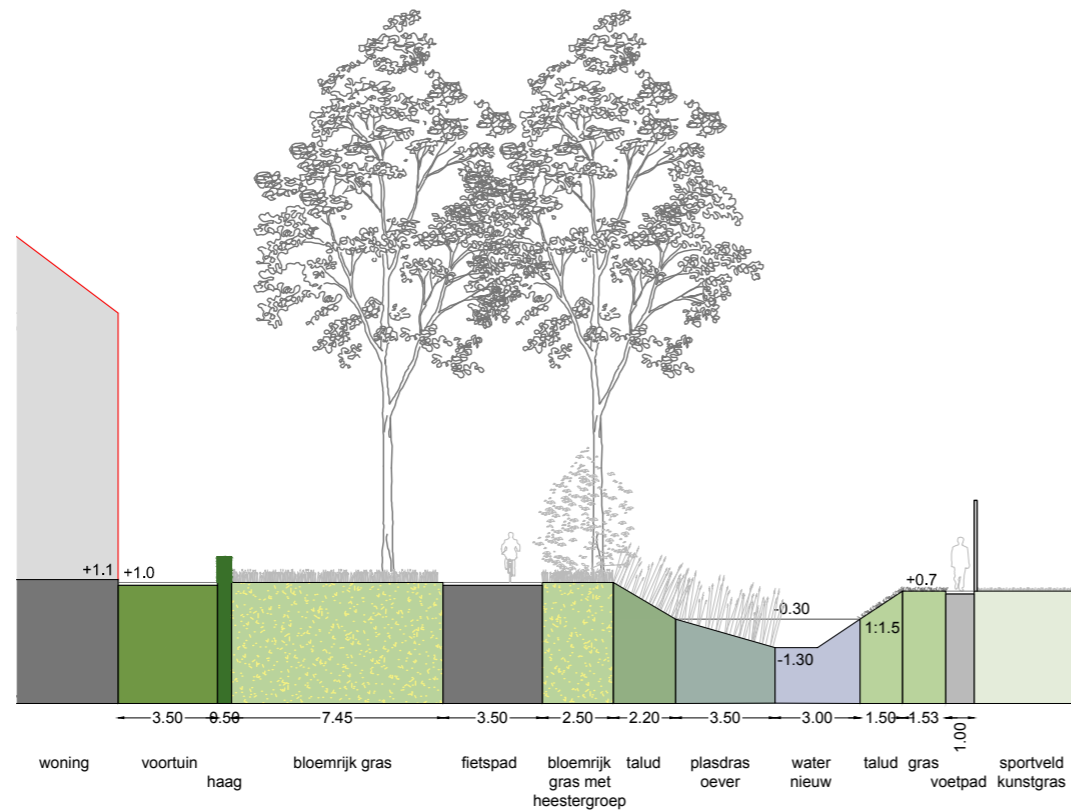 +1.1
+1.0
+0.7
-0.30
1:1.5
-1.30
3.50
0.50
7.45
3.50
2.50
2.20
3.50
3.00
1.50
1.53
1.00
woning
voortuin
haag
bloemrijk gras
fietspad
bloemrijk
gras met
heestergroep
talud
plasdras
oever
water
nieuw
talud
gras
voetpad
sportveld
kunstgras